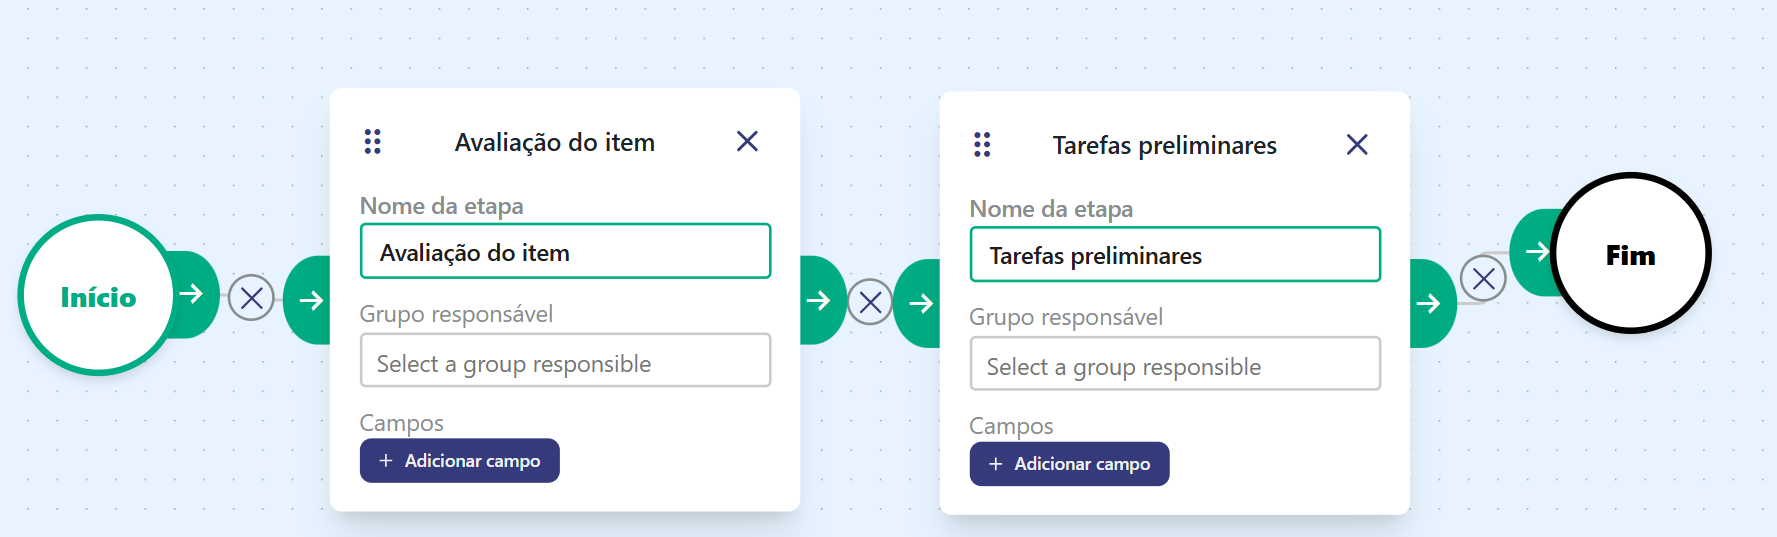 Início
Avaliação do item
Nome da etapa
Avaliação do item
Grupo responsável
Select a group responsible
Campos
+ Adicionar campo
Tarefas preliminares
Nome da etapa
Tarefas preliminares
Grupo responsável
Select a group responsible
Campos
+ Adicionar campo
Fim